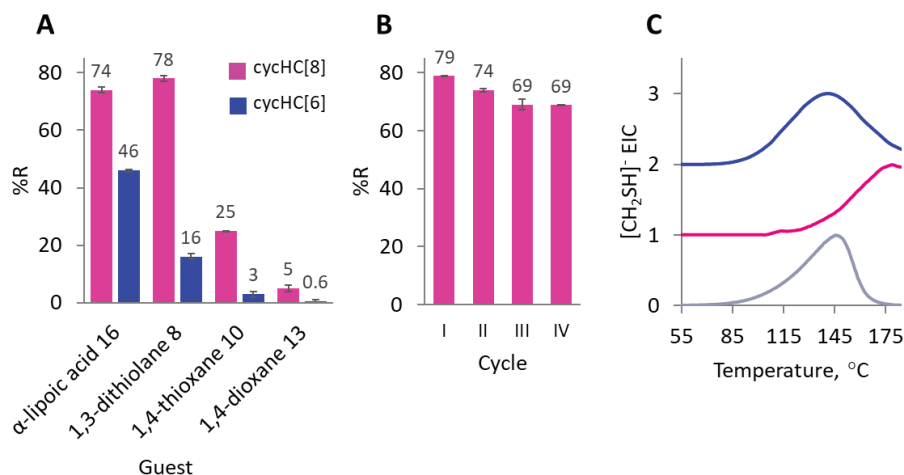 A
80
60
40
20
0
%R
74
78
46
16
25
3
5
0.6
cycHC[8]
cycHC[6]
α-lipoic acid 16
1,3-dithiolane 8
1,4-thioxane 10
1,4-dioxane 13
Guest
B
80
60
40
20
0
%R
79
74
69
69
I
II
III
IV
Cycle
C
3
2
1
0
[CH₂SH]⁻ EIC
55
85
115
145
175
Temperature, °C